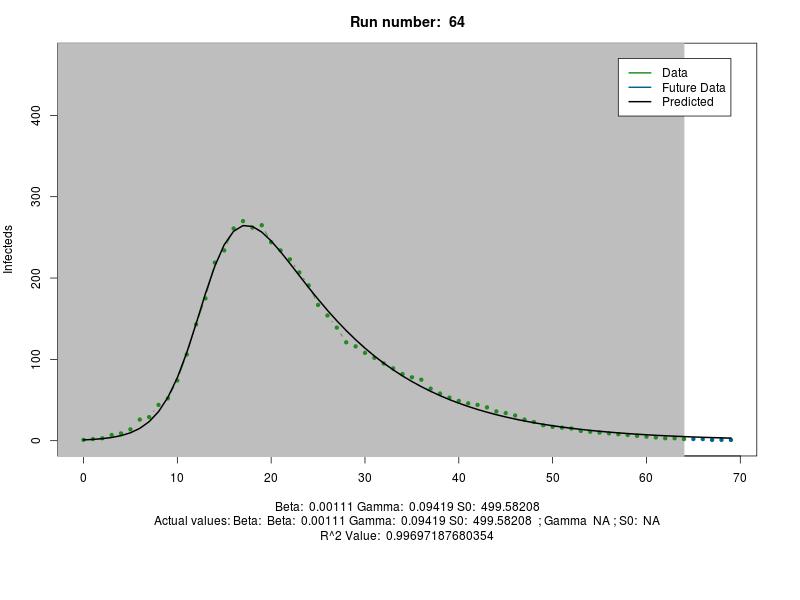 Run number: 64
Data
Future Data
Predicted
400
300
200
100
0
Infecteds
0 10 20 30 40 50 60 70
Beta: 0.00111 Gamma: 0.09419 S0: 499.58208
Actual values: Beta: Beta: 0.00111 Gamma: 0.09419 S0: 499.58208 ; Gamma NA ; S0: NA
R^2 Value: 0.99697187680354